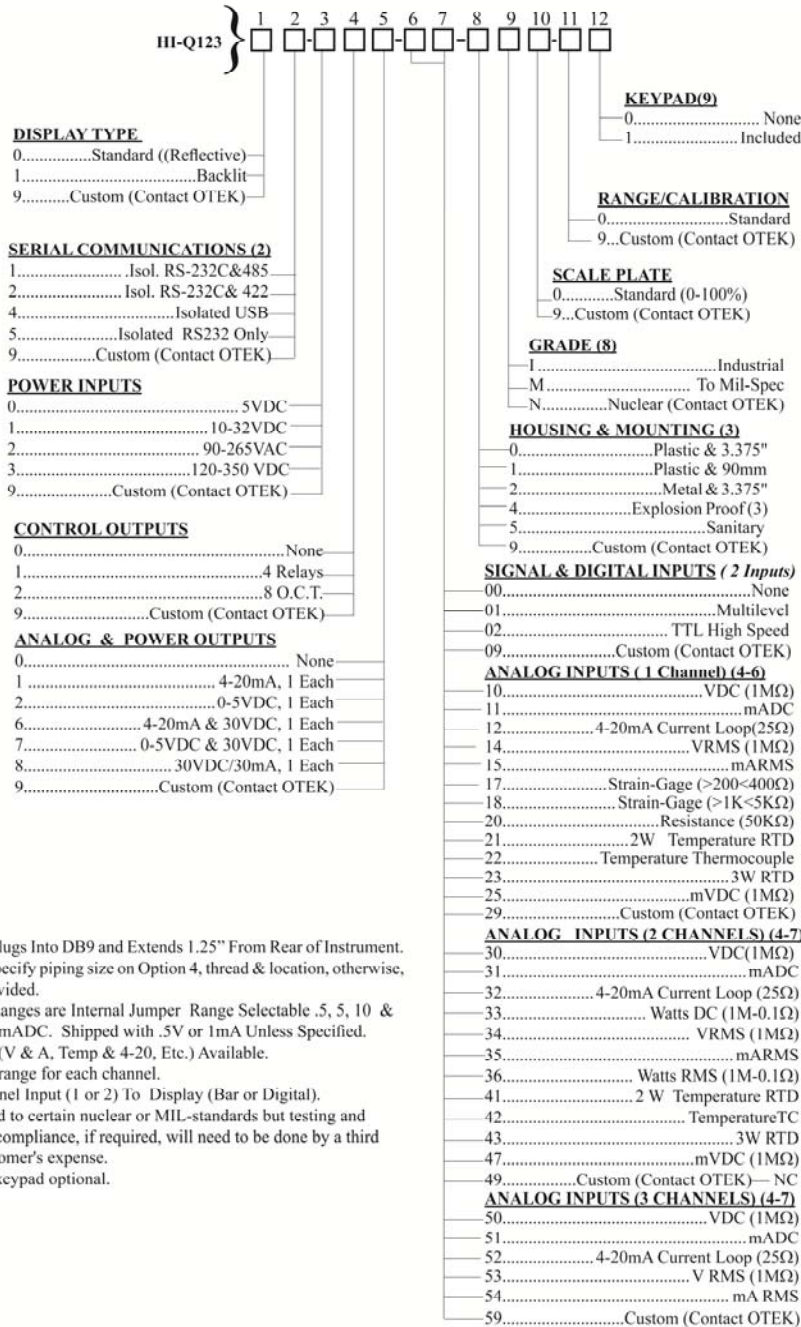 1 2 3 4 5 6 7 8 9 10 11 12
HI-Q123
DISPLAY TYPE
0................Standard ((Reflective)
1......................................Backlit
9...........Custom (Contact OTEK)
SERIAL COMMUNICATIONS (2)
1.......................Isol. RS-232C&485
2......................Isol. RS-232C& 422
4................................Isolated USB
5.....................Isolated RS232 Only
9...................Custom (Contact OTEK)
POWER INPUTS
0.............................................5VDC
1.......................................10-32VDC
2......................................90-265VAC
3....................................120-350 VDC
9......................Custom (Contact OTEK)
CONTROL OUTPUTS
0.....................................................None
1................................................4 Relays
2................................................8 O.C.T.
9...........................Custom (Contact OTEK)
ANALOG & POWER OUTPUTS
0..................................................... None
1 ....................................4-20mA, 1 Each
2.....................................0-5VDC, 1 Each
6......................4-20mA & 30VDC, 1 Each
7..................... 0-5VDC & 30VDC, 1 Each
8............................30VDC/30mA, 1 Each
9.............................Custom (Contact OTEK)
KEYPAD(9)
0............................. None
1........................ Included
RANGE/CALIBRATION
0............................Standard
9...Custom (Contact OTEK)
SCALE PLATE
0............Standard (0-100%)
9...Custom (Contact OTEK)
GRADE (8)
I.......................................Industrial
M................................. To Mil-Spec
N..............Nuclear (Contact OTEK)
HOUSING & MOUNTING (3)
0..............................Plastic & 3.375"
1.............................Plastic & 90mm
2................................Metal & 3.375"
4..........................Explosion Proof (3)
5.........................................Sanitary
9.................Custom (Contact OTEK)
SIGNAL & DIGITAL INPUTS ( 2 Inputs)
00................................................None
01.........................................Multilevel
02................................ TTL High Speed
09......................Custom (Contact OTEK)
ANALOG INPUTS ( 1 Channel) (4-6)
10.......................................VDC (1MΩ)
11..............................................mADC
12..................4-20mA Current Loop(25Ω)
14.....................................VRMS (1MΩ)
15...........................................mARMS
17.....................Strain-Gage (>200<400Ω)
18.......................Strain-Gage (>1K<5KΩ)
20................................Resistance (50KΩ)
21..........................2W Temperature RTD
22.................... Temperature Thermocouple
23............................................3W RTD
25.....................................mVDC (1MΩ)
29.......................Custom (Contact OTEK)
ANALOG INPUTS (2 CHANNELS) (4-7)
30.......................................VDC(1MΩ)
31..............................................mADC
32..................4-20mA Current Loop (25Ω)
33............................ Watts DC (1M-0.1Ω)
34.................................... VRMS (1MΩ)
35............................................mARMS
36......................... Watts RMS (1M-0.1Ω)
41..........................2 W Temperature RTD
42.................................... TemperatureTC
43............................................3W RTD
47......................................mVDC (1MΩ)
49.................Custom (Contact OTEK)— NC
ANALOG INPUTS (3 CHANNELS) (4-7)
50.......................................VDC (1MΩ)
51..............................................mADC
52..................4-20mA Current Loop (25Ω)
53....................................V RMS (1MΩ)
54............................................ mA RMS
59........................Custom (Contact OTEK)
lugs Into DB9 and Extends 1.25” From Rear of Instrument.
pecify piping size on Option 4, thread & location, otherwise,
vided.
anges are Internal Jumper Range Selectable .5, 5, 10 &
mADC. Shipped with .5V or 1mA Unless Specified.
(V & A, Temp & 4-20, Etc.) Available.
range for each channel.
nel Input (1 or 2) To Display (Bar or Digital).
d to certain nuclear or MIL-standards but testing and
compliance, if required, will need to be done by a third
omer's expense.
keypad optional.